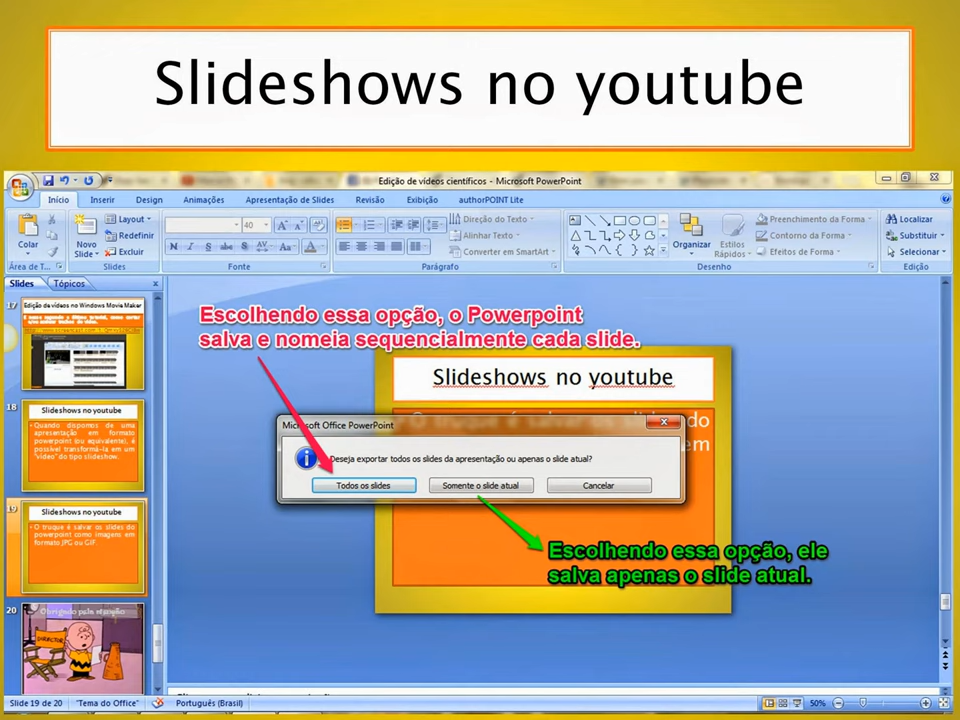 Slideshows no youtube
Edição de vídeos científicos - Microsoft PowerPoint
Início Inserir Design Animações Apresentação de Slides Revisão Exibição authorPOINT Lite
Colar
Novo
Slide
Layout
Redefinir
Excluir
40
N I S abc S AV Aa A
Direção do Texto
Alinhar Texto
Converter em SmartArt
Organizar
Estilos
Rápidos
Preenchimento da Forma
Contorno da Forma
Efeitos de Forma
Localizar
Substituir
Selecionar
Área de T... Slides Fonte Parágrafo Desenho Edição
Slides Tópicos x
17
Edição de vídeos no Windows Movie Maker
18
Slideshows no youtube
Quando dispomos de uma
apresentação em formato
powerpoint (ou equivalente), é
possível transformá-la em um
"vídeo" do tipo slideshow.
19
Slideshows no youtube
O truque é salvar os slides do
powerpoint como imagens em
formato JPG ou GIF.
20
Obrigado pela atenção
DIRECTOR
Escolhendo essa opção, o Powerpoint
salva e nomeia sequencialmente cada slide.
Slideshows no youtube
Microsoft Office PowerPoint
Deseja exportar todos os slides da apresentação ou apenas o slide atual?
Todos os slides Somente o slide atual Cancelar
Escolhendo essa opção, ele
salva apenas o slide atual.
Slide 19 de 20 "Tema do Office" Português (Brasil) 50%